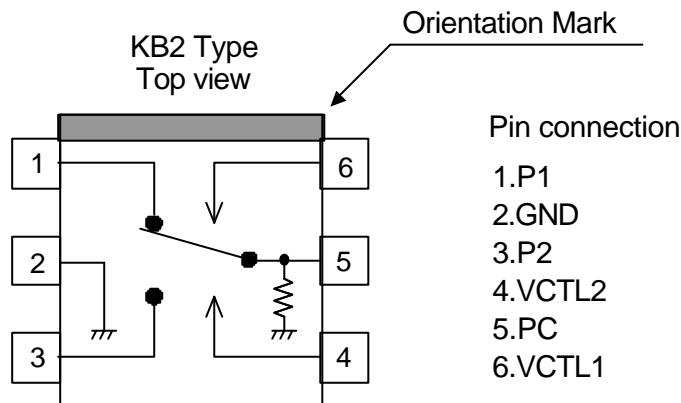 Orientation Mark
KB2 Type
Top view
Pin connection
1
6
1.P1
2.GND
2
5
3.P2
4.VCTL2
5.PC
3
4
6.VCTL1